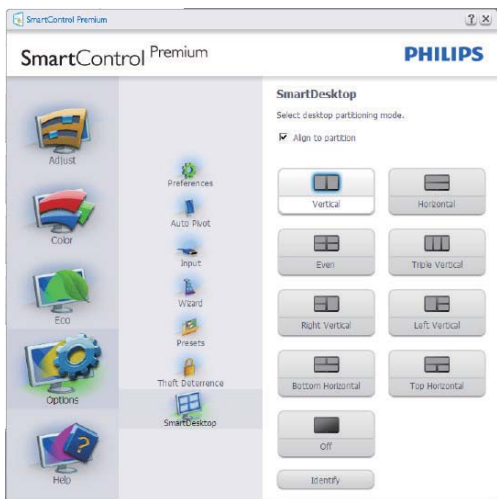 SmartControl Premium
SmartControl Premium
PHILIPS
Adjust
Color
Eco
Options
Help
Preferences
Auto Pivot
Input
Wizard
Presets
Theft Deterrence
SmartDesktop
SmartDesktop
Select desktop partitioning mode.
Align to partition
Vertical
Horizontal
Even
Triple Vertical
Right Vertical
Left Vertical
Bottom Horizontal
Top Horizontal
Off
Identify